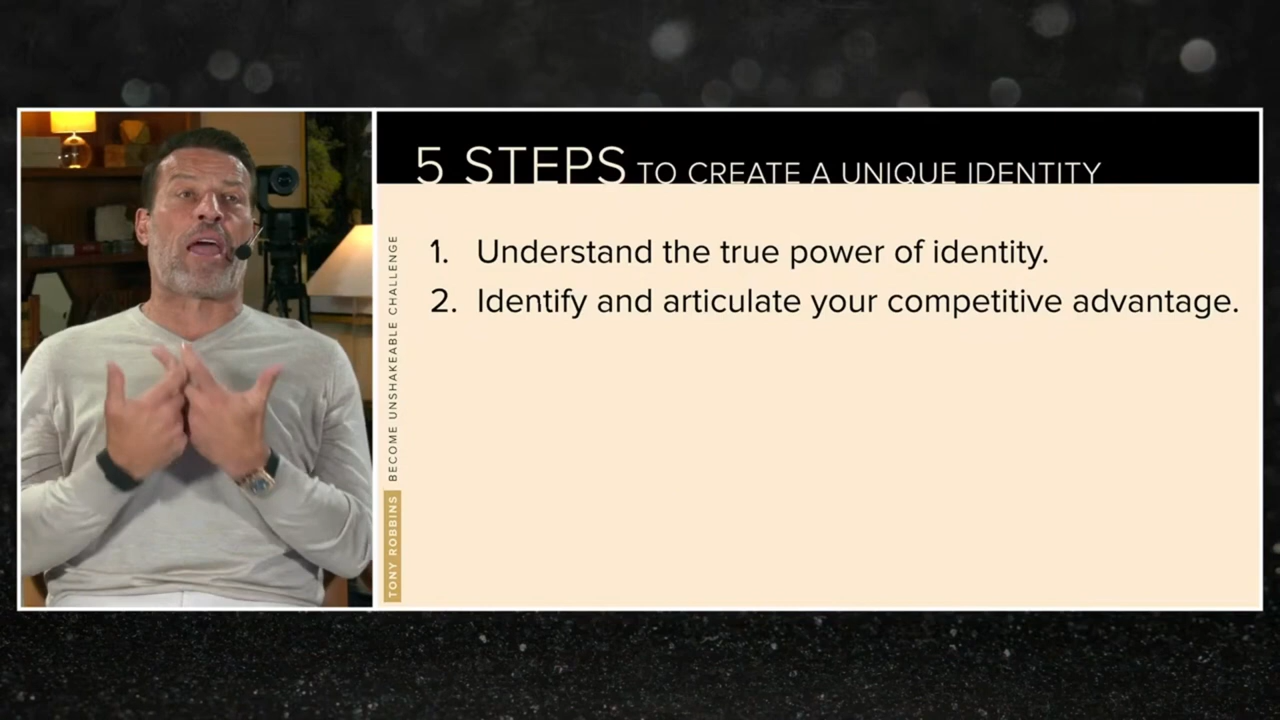 5 STEPS TO CREATE A UNIQUE IDENTITY
1. Understand the true power of identity.
2. Identify and articulate your competitive advantage.
TONY ROBBINS BECOME UNSHAKEABLE CHALLENGE